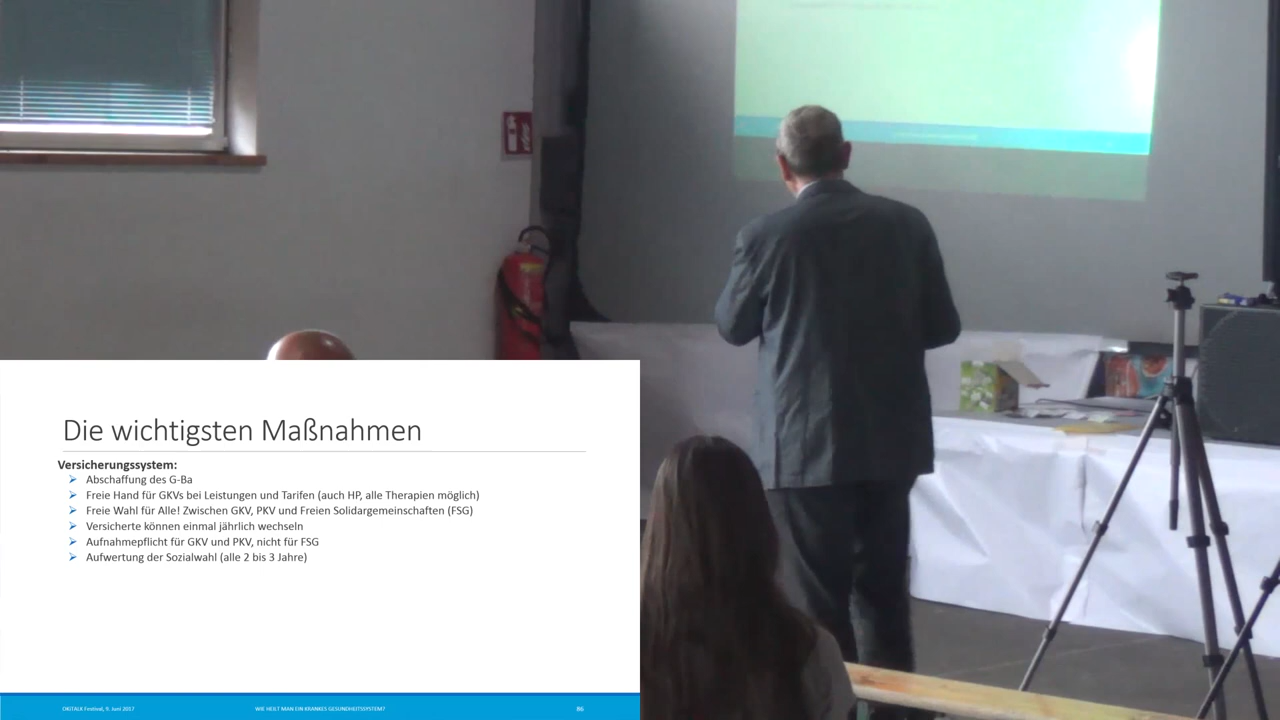 Die wichtigsten Maßnahmen
Versicherungssystem:
Abschaffung des G-Ba
Freie Hand für GKVs bei Leistungen und Tarifen (auch HP, alle Therapien möglich)
Freie Wahl für Alle! Zwischen GKV, PKV und Freien Solidargemeinschaften (FSG)
Versicherte können einmal jährlich wechseln
Aufnahmepflicht für GKV und PKV, nicht für FSG
Aufwertung der Sozialwahl (alle 2 bis 3 Jahre)
ÖKITALK Festival, 9. Juni 2017
WIE HEILT MAN EIN KRANKES GESUNDHEITSSYSTEM?
86